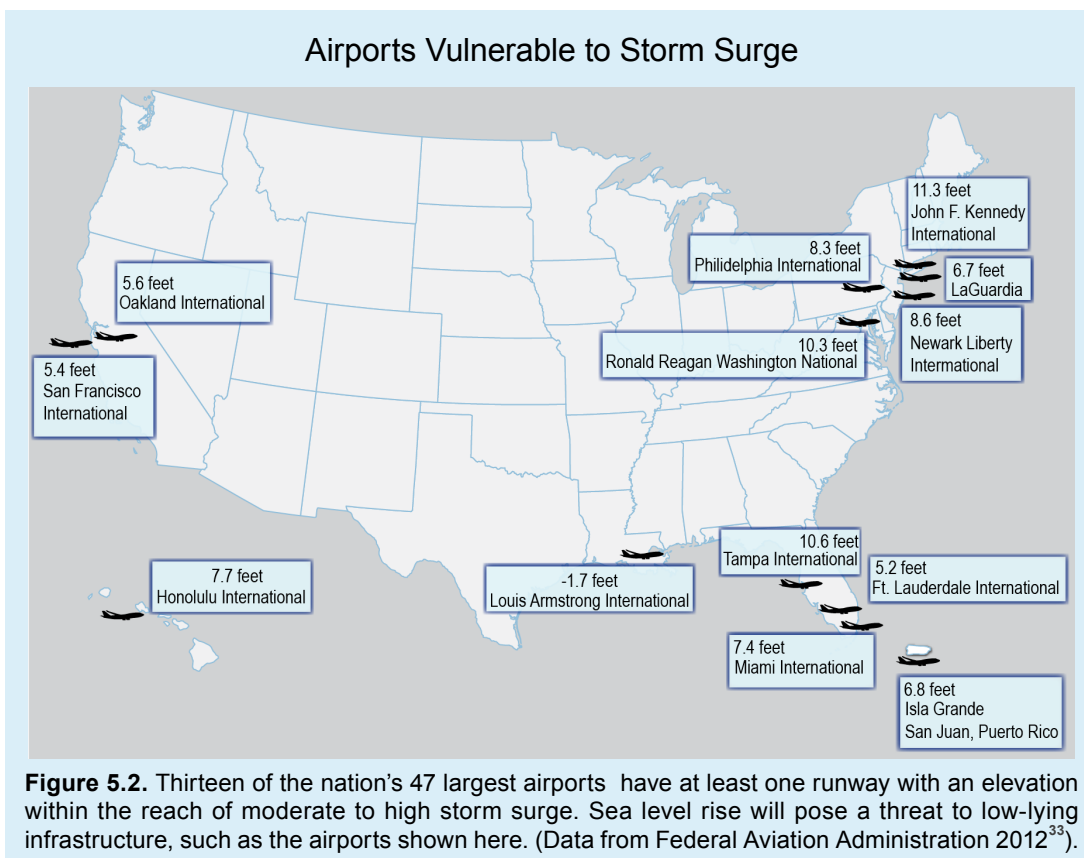 Airports Vulnerable to Storm Surge
11.3 feet
John F. Kennedy
International
8.3 feet
Philidelphia International
6.7 feet
LaGuardia
5.6 feet
Oakland International
8.6 feet
Newark Liberty
International
10.3 feet
Ronald Reagan Washington National
5.4 feet
San Francisco
International
10.6 feet
Tampa International
5.2 feet
Ft. Lauderdale International
7.7 feet
Honolulu International
-1.7 feet
Louis Armstrong International
7.4 feet
Miami International
6.8 feet
Isla Grande
San Juan, Puerto Rico
Figure 5.2. Thirteen of the nation's 47 largest airports have at least one runway with an elevation
within the reach of moderate to high storm surge. Sea level rise will pose a threat to low-lying
infrastructure, such as the airports shown here. (Data from Federal Aviation Administration 2012³³).